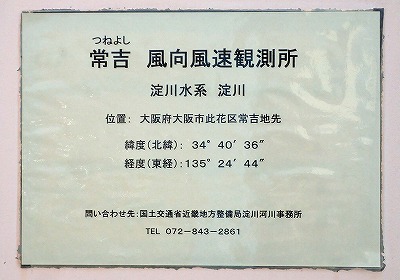 つねよし
常吉 風向風速観測所
淀川水系 淀川
位置: 大阪府大阪市此花区常吉地先
緯度(北緯): 34° 40′ 36″
経度(東経):135° 24′ 44″
問い合わせ先:国土交通省近畿地方整備局淀川河川事務所
TEL 072-843-2861